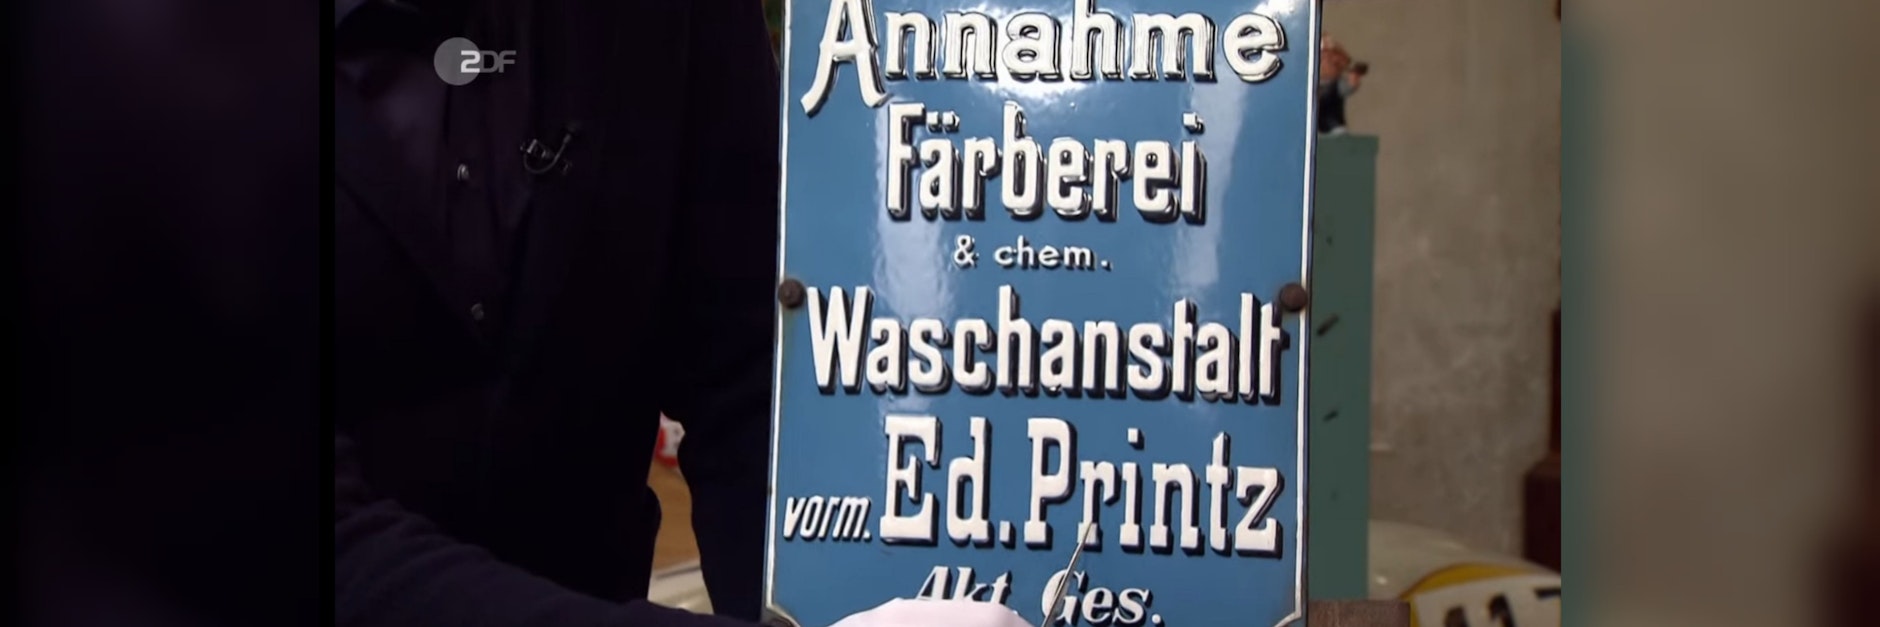 ZDF
Annahme
Färberei
& chem.
Waschanstalt
vorm. Ed. Printz
Akt. Ges.